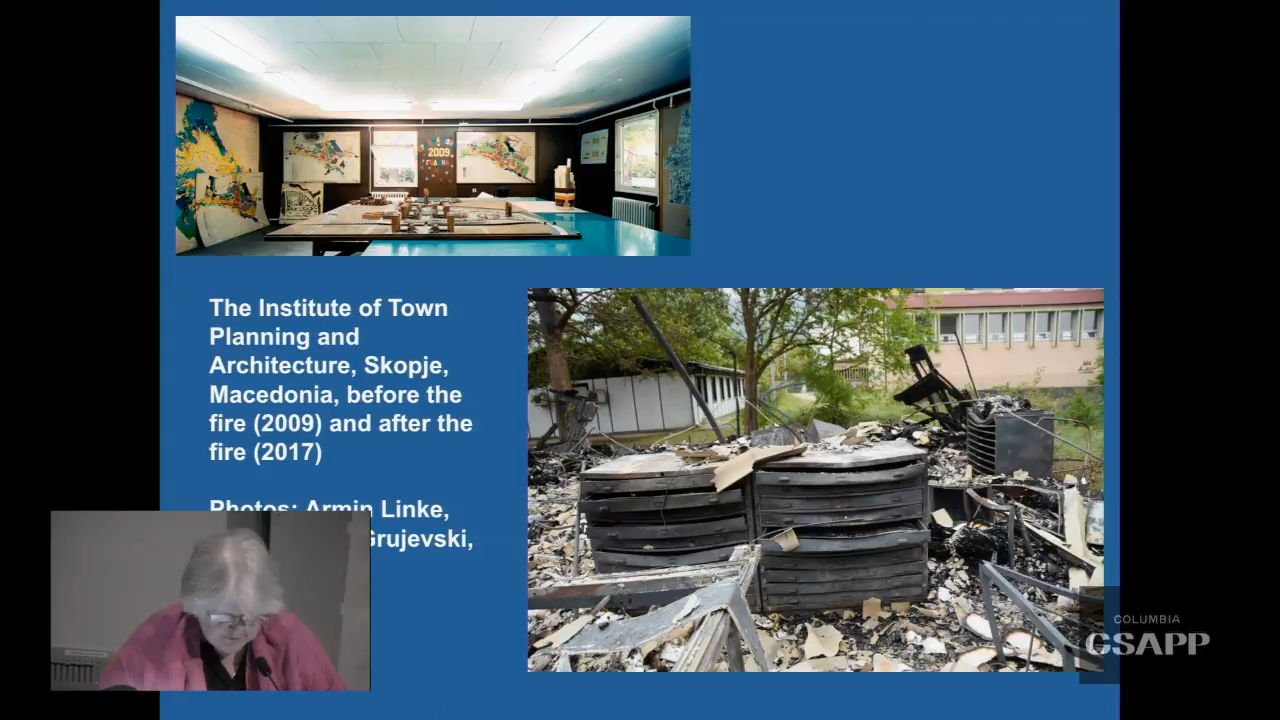 2009
The Institute of Town
Planning and
Architecture, Skopje,
Macedonia, before the
fire (2009) and after the
fire (2017)
Photos: Armin Linke,
Grujevski,
COLUMBIA
GSAPP